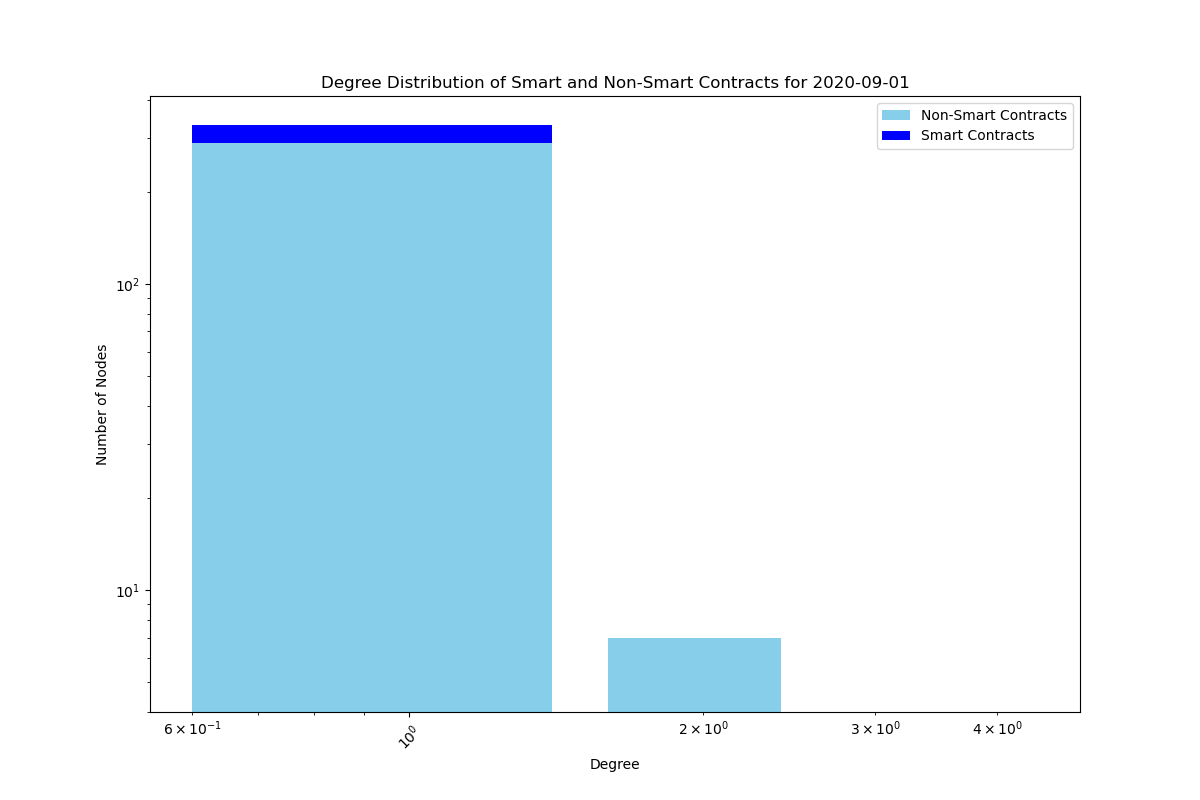 Degree Distribution of Smart and Non-Smart Contracts for 2020-09-01
Non-Smart Contracts
Smart Contracts
Number of Nodes
10²
10¹
6 × 10⁻¹
10⁰
2 × 10⁰
3 × 10⁰
4 × 10⁰
Degree